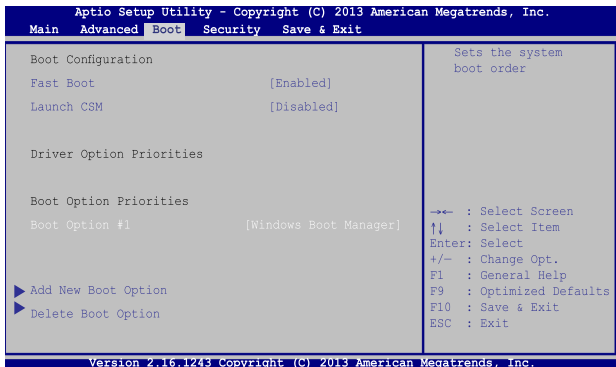 Aptio Setup Utility - Copyright (C) 2013 American Megatrends, Inc.
Main Advanced Boot Security Save & Exit
Boot Configuration
Fast Boot [Enabled]
Launch CSM [Disabled]
Driver Option Priorities
Boot Option Priorities
Boot Option #1 [Windows Boot Manager]
Add New Boot Option
Delete Boot Option
Sets the system
boot order
→← : Select Screen
↑↓ : Select Item
Enter: Select
+/— : Change Opt.
F1 : General Help
F9 : Optimized Defaults
F10 : Save & Exit
ESC : Exit
Version 2.16.1243 Copyright (C) 2013 American Megatrends, Inc.